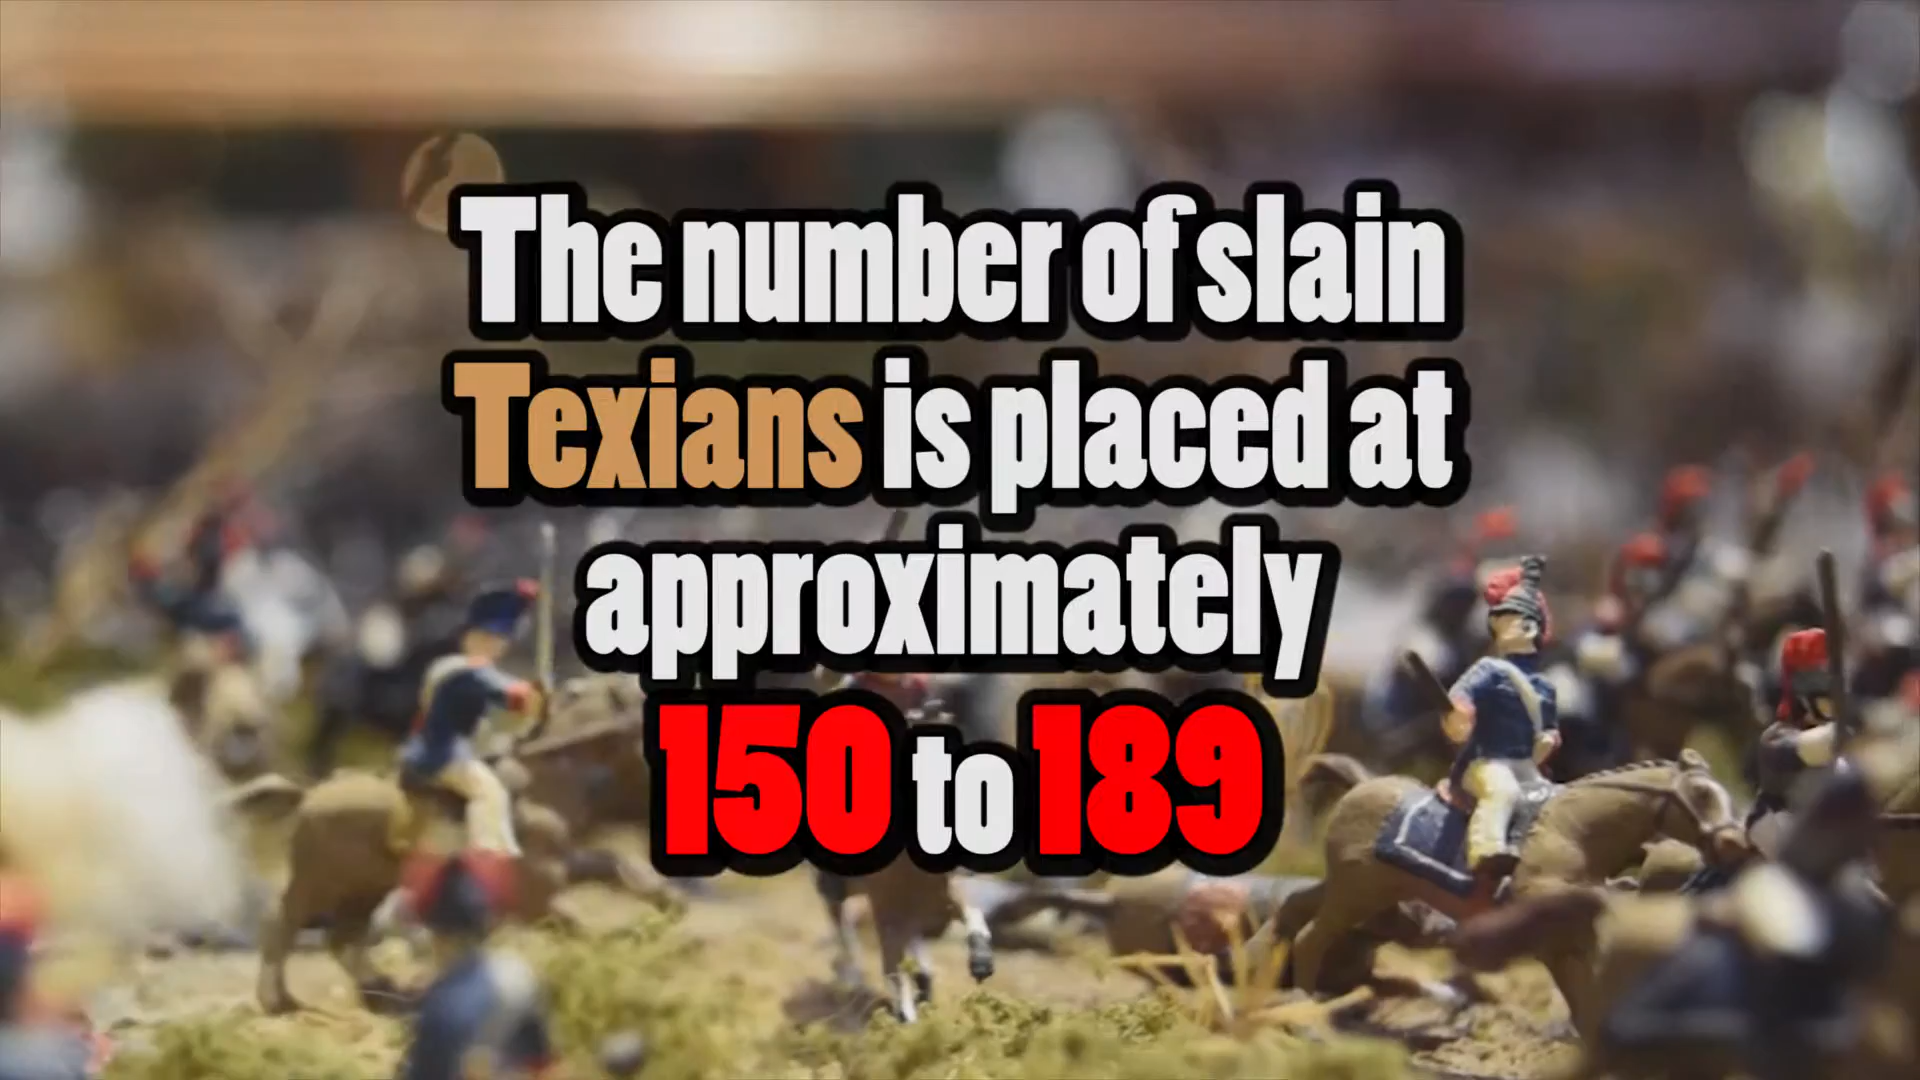 The number of slain
Texians is placed at
approximately
150 to 189